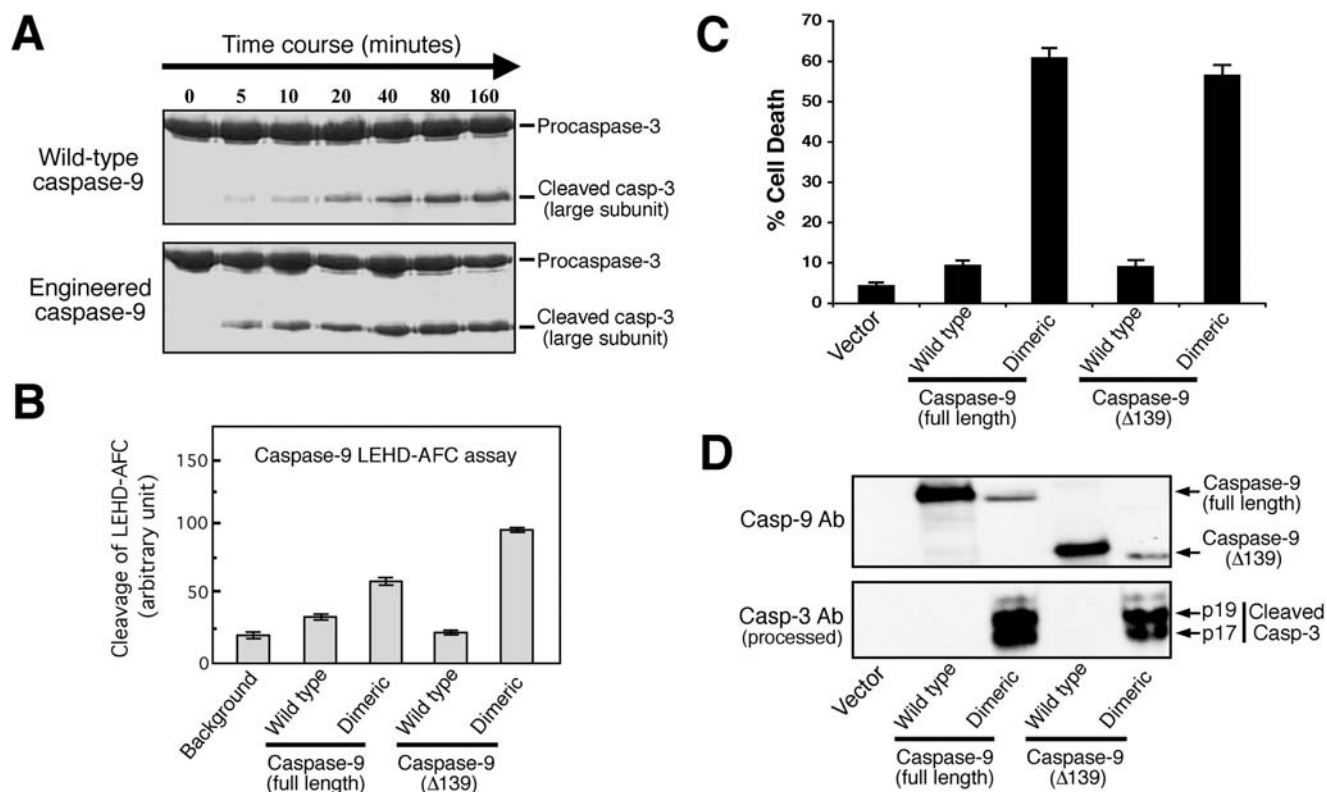 A
Time course (minutes)
0 5 10 20 40 80 160
Wild-type
caspase-9
Procaspase-3
Cleaved casp-3
(large subunit)
Engineered
caspase-9
Procaspase-3
Cleaved casp-3
(large subunit)
B
Caspase-9 LEHD-AFC assay
Cleavage of LEHD-AFC
(arbitrary unit)
150
100
50
0
Background
Wild type
Dimeric
Wild type
Dimeric
Caspase-9
(full length)
Caspase-9
(Δ139)
C
% Cell Death
70
60
50
40
30
20
10
0
Vector
Wild type
Dimeric
Wild type
Dimeric
Caspase-9
(full length)
Caspase-9
(Δ139)
D
Casp-9 Ab
Caspase-9
(full length)
Caspase-9
(Δ139)
Casp-3 Ab
(processed)
p19 Cleaved
p17 Casp-3
Vector
Wild type
Dimeric
Wild type
Dimeric
Caspase-9
(full length)
Caspase-9
(Δ139)